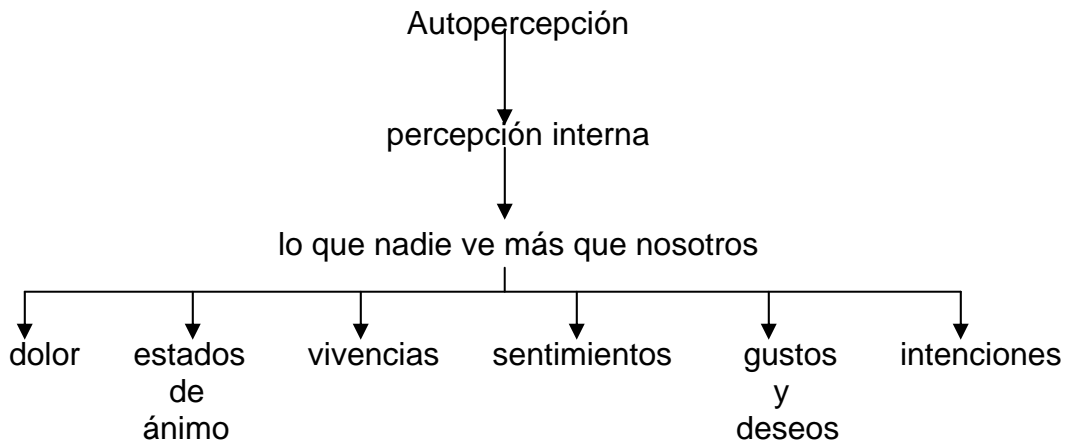 Autopercepción
percepción interna
lo que nadie ve más que nosotros
dolor
estados
de
ánimo
vivencias
sentimientos
gustos
y
deseos
intenciones